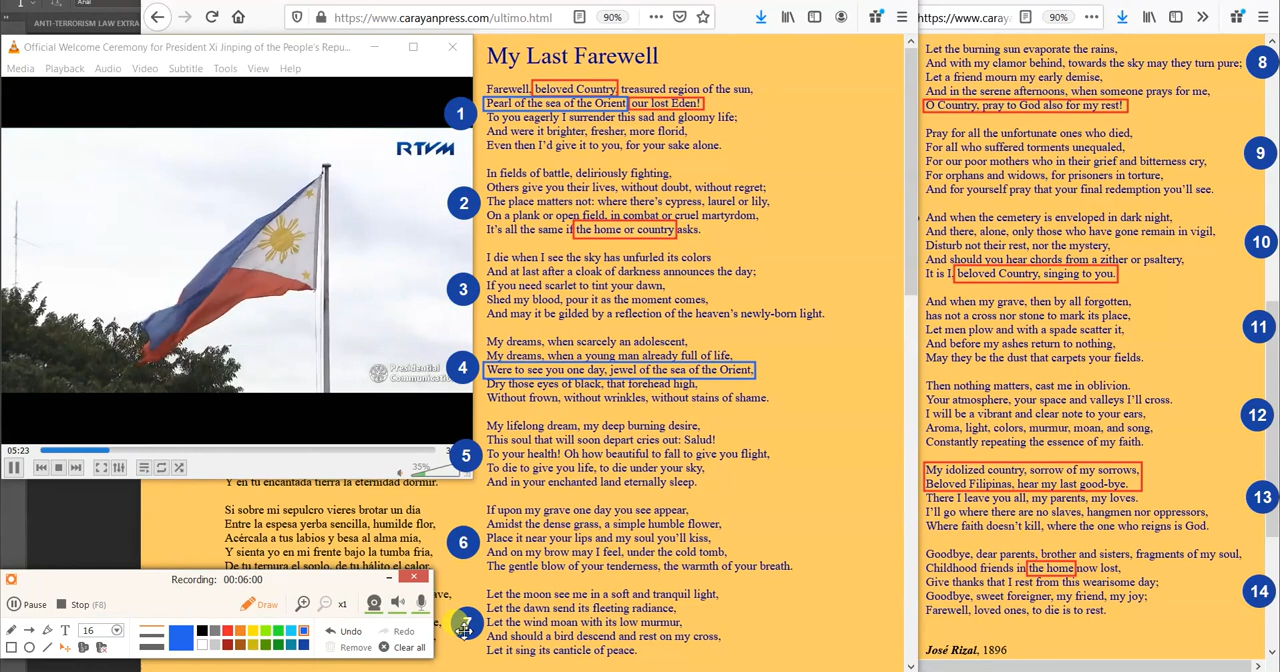 ANTI-TERRORISM LAW EXTRA
https://www.carayanpress.com/ultimo.html
90%
https://www.caray
90%
Official Welcome Ceremony for President Xi Jinping of the People's Repu...
Media Playback Audio Video Subtitle Tools View Help
RTVM
Presidential
Communica
05:23
35%
My Last Farewell
1
Farewell, beloved Country, treasured region of the sun,
Pearl of the sea of the Orient, our lost Eden!
To you eagerly I surrender this sad and gloomy life;
And were it brighter, fresher, more florid,
Even then I'd give it to you, for your sake alone.
2
In fields of battle, deliriously fighting,
Others give you their lives, without doubt, without regret;
The place matters not: where there's cypress, laurel or lily,
On a plank or open field, in combat or cruel martyrdom,
It's all the same if the home or country asks.
3
I die when I see the sky has unfurled its colors
And at last after a cloak of darkness announces the day;
If you need scarlet to tint your dawn,
Shed my blood, pour it as the moment comes,
And may it be gilded by a reflection of the heaven's newly-born light.
4
My dreams, when scarcely an adolescent,
My dreams, when a young man already full of life,
Were to see you one day, jewel of the sea of the Orient,
Dry those eyes of black, that forehead high,
Without frown, without wrinkles, without stains of shame.
5
My lifelong dream, my deep burning desire,
This soul that will soon depart cries out: Salud!
To your health! Oh how beautiful to fall to give you flight,
To die to give you life, to die under your sky,
And in your enchanted land eternally sleep.
6
If upon my grave one day you see appear,
Amidst the dense grass, a simple humble flower,
Place it near your lips and my soul you'll kiss,
And on my brow may I feel, under the cold tomb,
The gentle blow of your tenderness, the warmth of your breath.
7
Let the moon see me in a soft and tranquil light,
Let the dawn send its fleeting radiance,
Let the wind moan with its low murmur,
And should a bird descend and rest on my cross,
Let it sing its canticle of peace.
8
Let the burning sun evaporate the rains,
And with my clamor behind, towards the sky may they turn pure;
Let a friend mourn my early demise,
And in the serene afternoons, when someone prays for me,
O Country, pray to God also for my rest!
9
Pray for all the unfortunate ones who died,
For all who suffered torments unequaled,
For our poor mothers who in their grief and bitterness cry,
For orphans and widows, for prisoners in torture,
And for yourself pray that your final redemption you'll see.
10
And when the cemetery is enveloped in dark night,
And there, alone, only those who have gone remain in vigil,
Disturb not their rest, nor the mystery,
And should you hear chords from a zither or psaltery,
It is I, beloved Country, singing to you.
11
And when my grave, then by all forgotten,
has not a cross nor stone to mark its place,
Let men plow and with a spade scatter it,
And before my ashes return to nothing,
May they be the dust that carpets your fields.
12
Then nothing matters, cast me in oblivion.
Your atmosphere, your space and valleys I'll cross.
I will be a vibrant and clear note to your ears,
Aroma, light, colors, murmur, moan, and song,
Constantly repeating the essence of my faith.
13
My idolized country, sorrow of my sorrows,
Beloved Filipinas, hear my last good-bye.
There I leave you all, my parents, my loves.
I'll go where there are no slaves, hangmen nor oppressors,
Where faith doesn't kill, where the one who reigns is God.
14
Goodbye, dear parents, brother and sisters, fragments of my soul,
Childhood friends in the home now lost,
Give thanks that I rest from this wearisome day;
Goodbye, sweet foreigner, my friend, my joy;
Farewell, loved ones, to die is to rest.
José Rizal, 1896
Y en tu encantada tierra la eternidad dormir.
Si sobre mi sepulcro vieres brotar un día
Entre la espesa yerba sencilla, humilde flor,
Acércala a tus labios y besa al alma mía,
Y sienta yo en mi frente bajo la tumba fría,
De tu ternura el soplo, de tu hálito el calor.
Recording: 00:06:00
Pause Stop (F8) Draw x1
T 16 Undo Redo
Remove Clear all